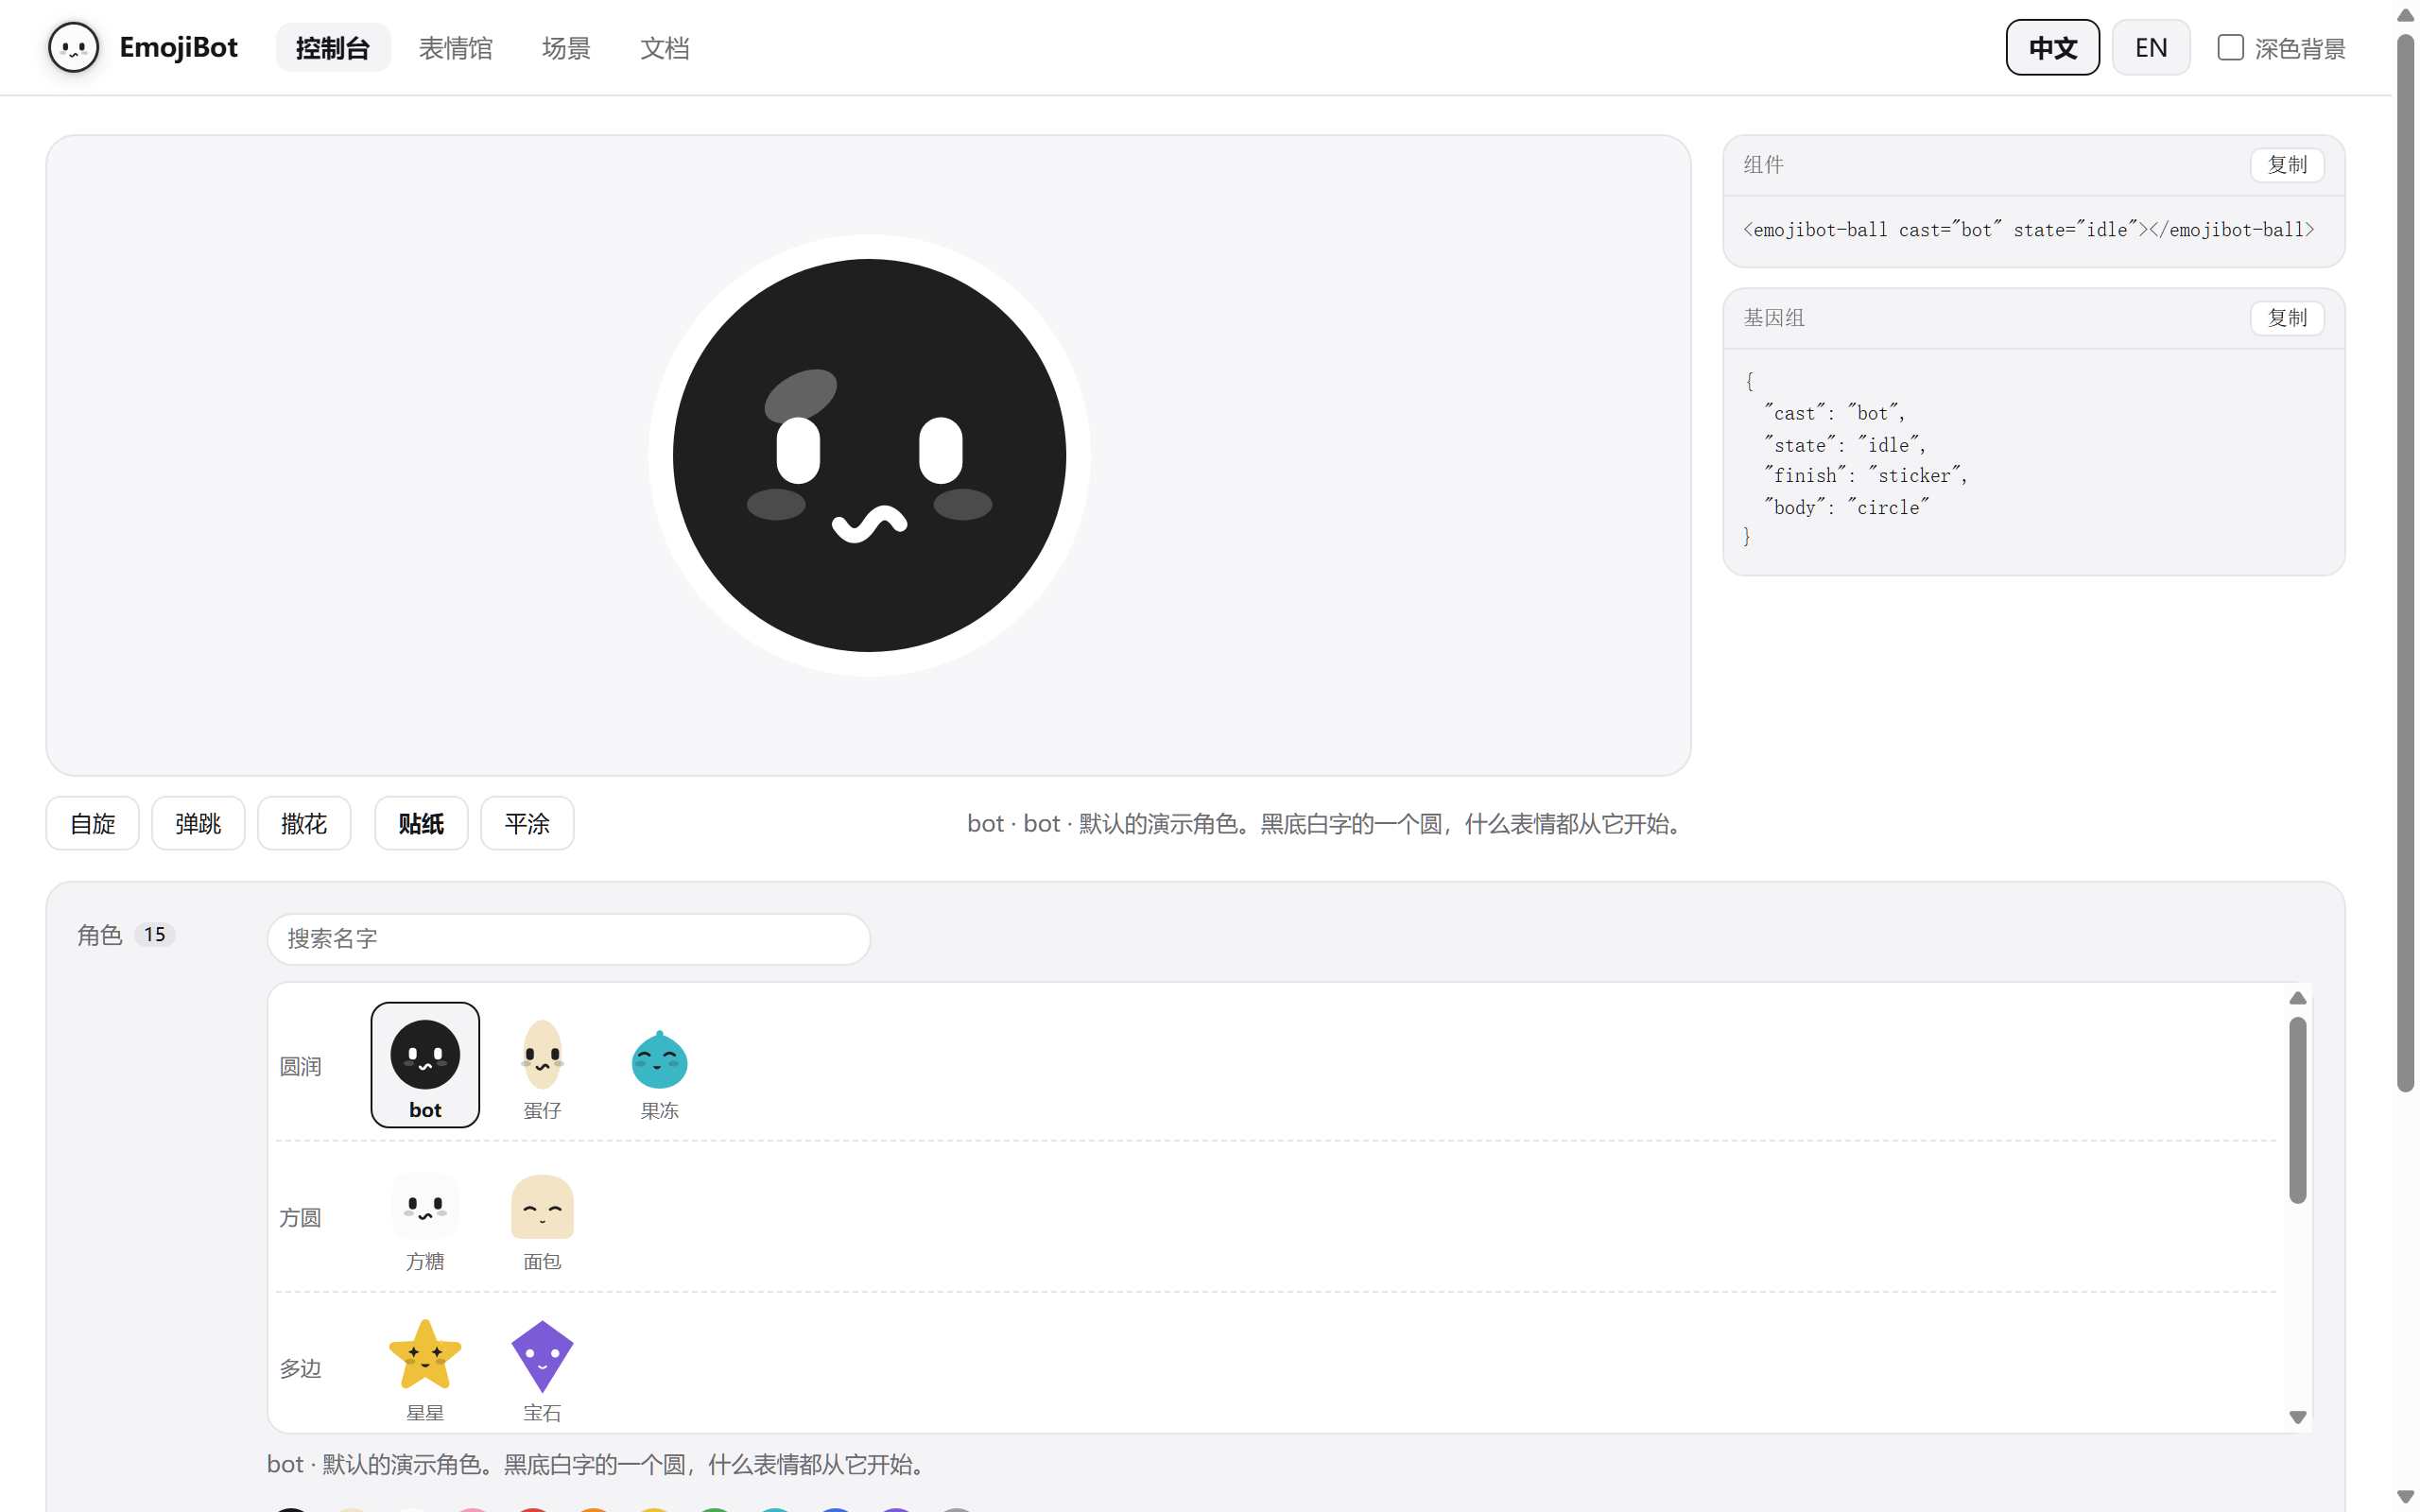 EmojiBot 控制台 表情馆 场景 文档 中文 EN 深色背景
组件 复制
<emojibot-ball cast="bot" state="idle"></emojibot-ball>
基因组 复制
{
"cast": "bot",
"state": "idle",
"finish": "sticker",
"body": "circle"
}
自旋 弹跳 撒花 贴纸 平涂 bot · bot · 默认的演示角色。黑底白字的一个圆，什么表情都从它开始。
角色 15 搜索名字
圆润 bot 蛋仔 果冻
方圆 方糖 面包
多边 星星 宝石
bot · 默认的演示角色。黑底白字的一个圆，什么表情都从它开始。